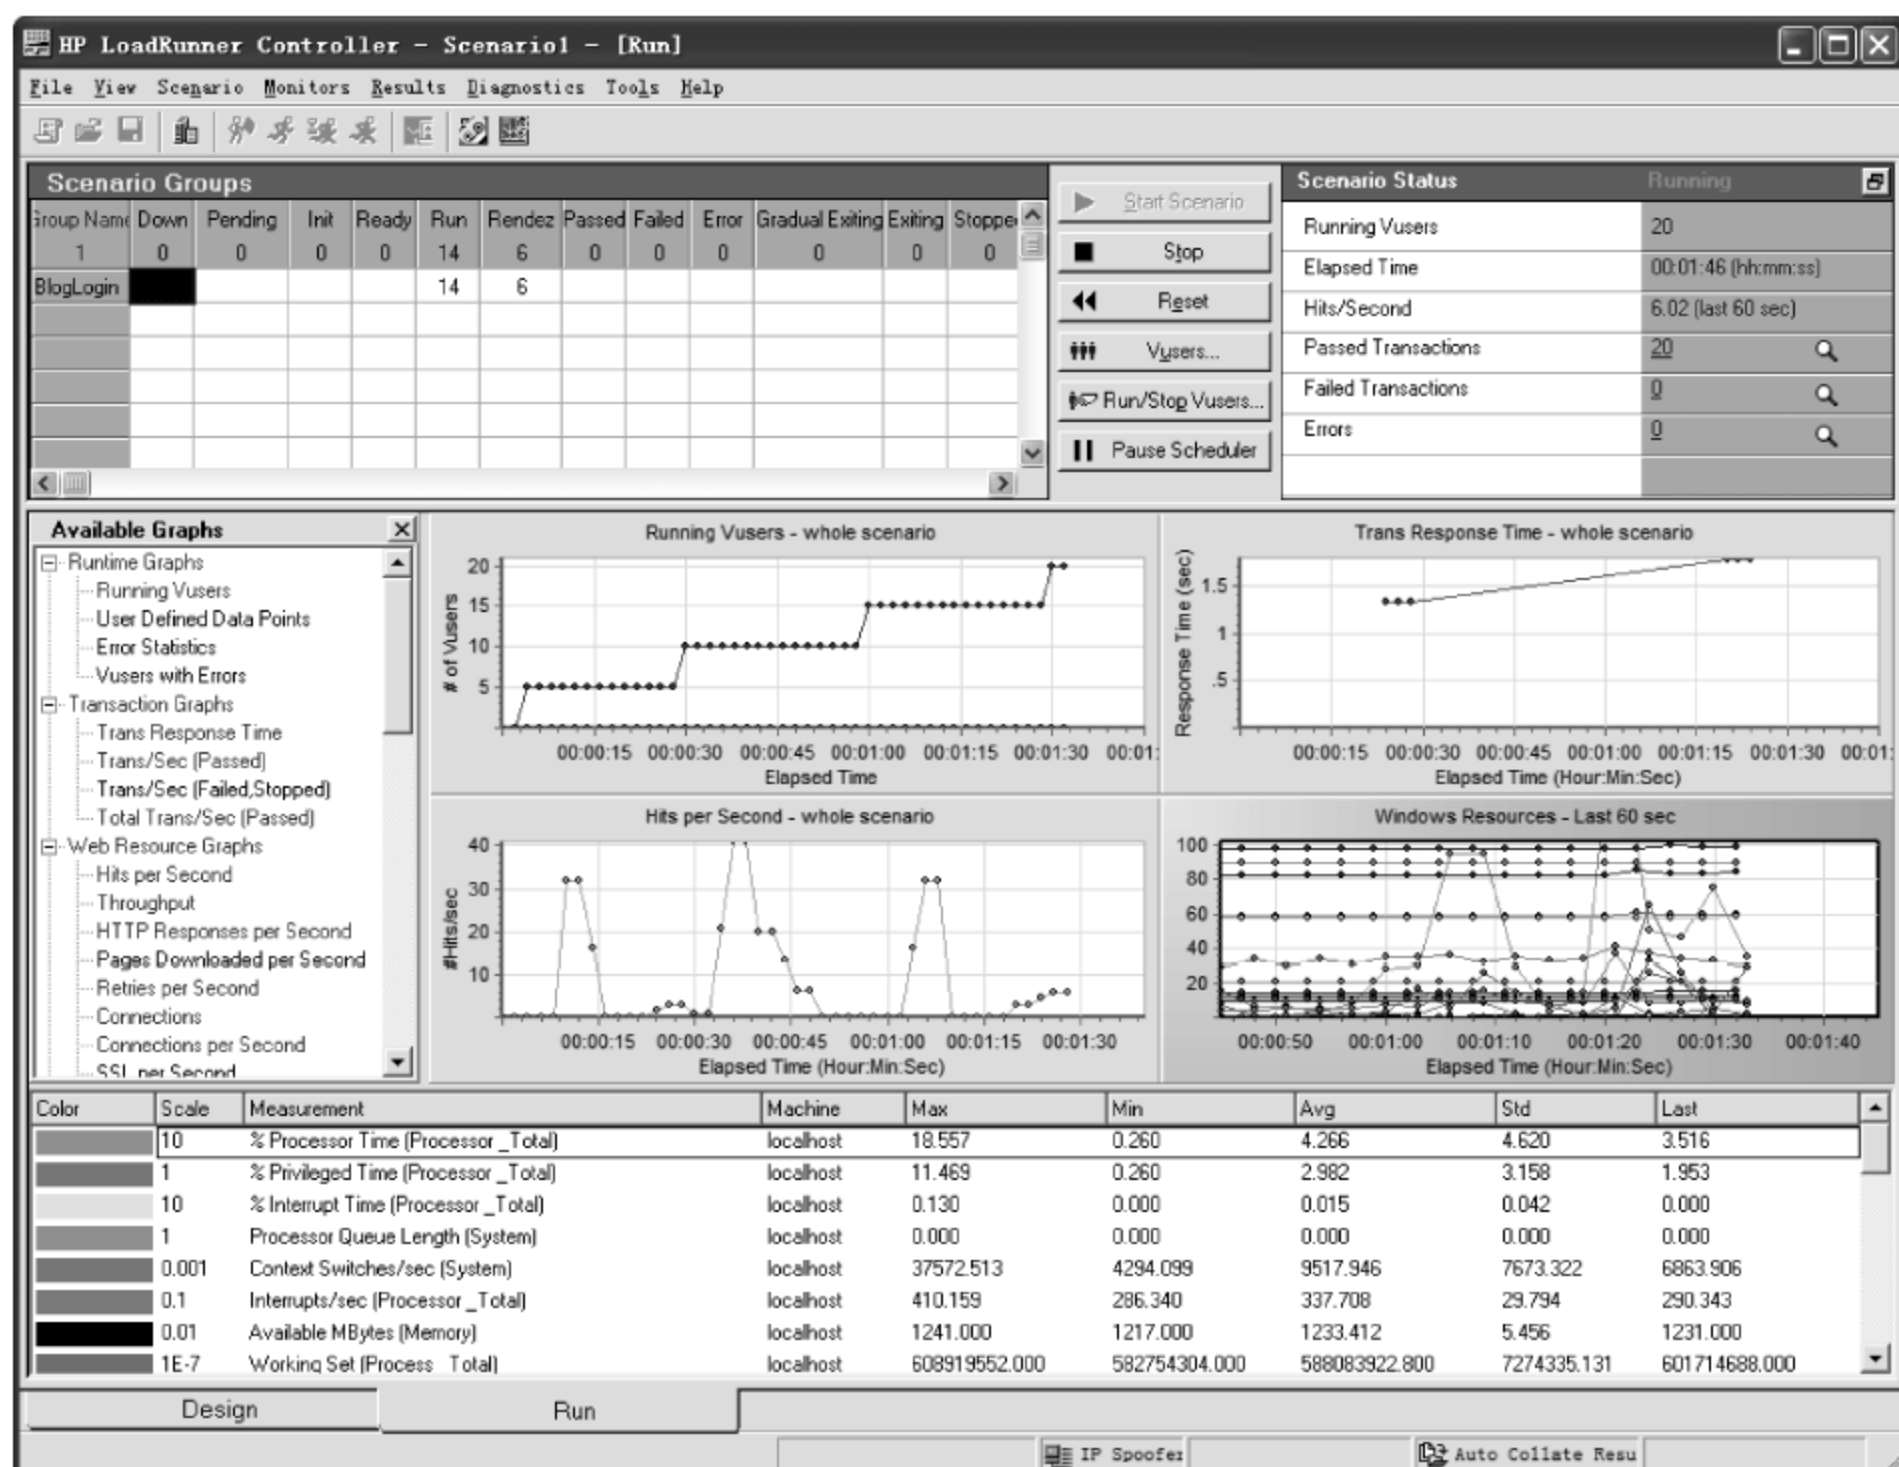 HP LoadRunner Controller - Scenario1 - [Run]
File View Scenario Monitors Results Diagnostics Tools Help
Scenario Groups
Group Name Down Pending Init Ready Run Rendez Passed Failed Error Gradual Exiting Exiting Stoppe
1 0 0 0 0 14 6 0 0 0 0 0 0
BlogLogin 14 6
Start Scenario
Stop
Reset
Vusers...
Run/Stop Vusers...
Pause Scheduler
Scenario Status Running
Running Vusers 20
Elapsed Time 00:01:46 (hh:mm:ss)
Hits/Second 6.02 (last 60 sec)
Passed Transactions 20
Failed Transactions 0
Errors 0
Available Graphs
Runtime Graphs
Running Vusers
User Defined Data Points
Error Statistics
Vusers with Errors
Transaction Graphs
Trans Response Time
Trans/Sec (Passed)
Trans/Sec (Failed,Stopped)
Total Trans/Sec (Passed)
Web Resource Graphs
Hits per Second
Throughput
HTTP Responses per Second
Pages Downloaded per Second
Retries per Second
Connections
Connections per Second
SSL per Second
Running Vusers - whole scenario
# of Vusers
20
15
10
5
00:00:15 00:00:30 00:00:45 00:01:00 00:01:15 00:01:30 00:01:
Elapsed Time
Trans Response Time - whole scenario
Response Time (sec)
1.5
1
.5
00:00:15 00:00:30 00:00:45 00:01:00 00:01:15 00:01:30 00:01:
Elapsed Time (Hour:Min:Sec)
Hits per Second - whole scenario
#Hits/sec
40
30
20
10
00:00:15 00:00:30 00:00:45 00:01:00 00:01:15 00:01:30
Elapsed Time (Hour:Min:Sec)
Windows Resources - Last 60 sec
100
80
60
40
20
00:00:50 00:01:00 00:01:10 00:01:20 00:01:30 00:01:40
Elapsed Time (Hour:Min:Sec)
Color Scale Measurement Machine Max Min Avg Std Last
10 % Processor Time (Processor _Total) localhost 18.557 0.260 4.266 4.620 3.516
1 % Privileged Time (Processor _Total) localhost 11.469 0.260 2.982 3.158 1.953
10 % Interrupt Time (Processor _Total) localhost 0.130 0.000 0.015 0.042 0.000
1 Processor Queue Length (System) localhost 0.000 0.000 0.000 0.000 0.000
0.001 Context Switches/sec (System) localhost 37572.513 4294.099 9517.946 7673.322 6863.906
0.1 Interrupts/sec (Processor _Total) localhost 410.159 286.340 337.708 29.794 290.343
0.01 Available MBytes (Memory) localhost 1241.000 1217.000 1233.412 5.456 1231.000
1E-7 Working Set (Process _Total) localhost 608919552.000 582754304.000 588083922.800 7274335.131 601714688.000
Design Run
IP Spoofer Auto Collate Resu